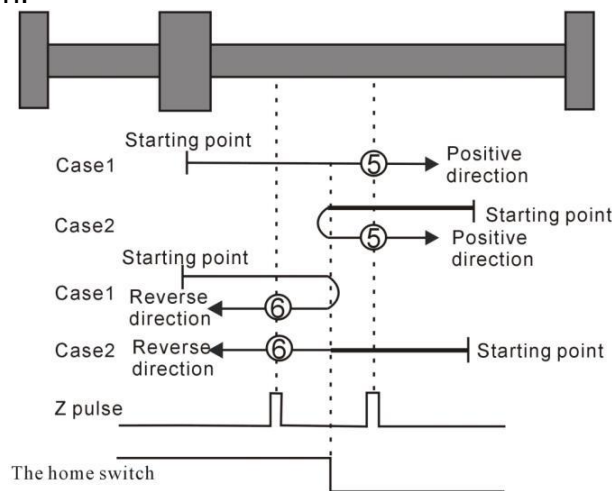 n.
Starting point
Case1
⑤
Positive
direction
Case2
Starting point
⑤
Positive
direction
Starting point
Case1
Reverse
direction
⑥
Case2
Reverse
direction
⑥
Starting point
Z pulse
The home switch